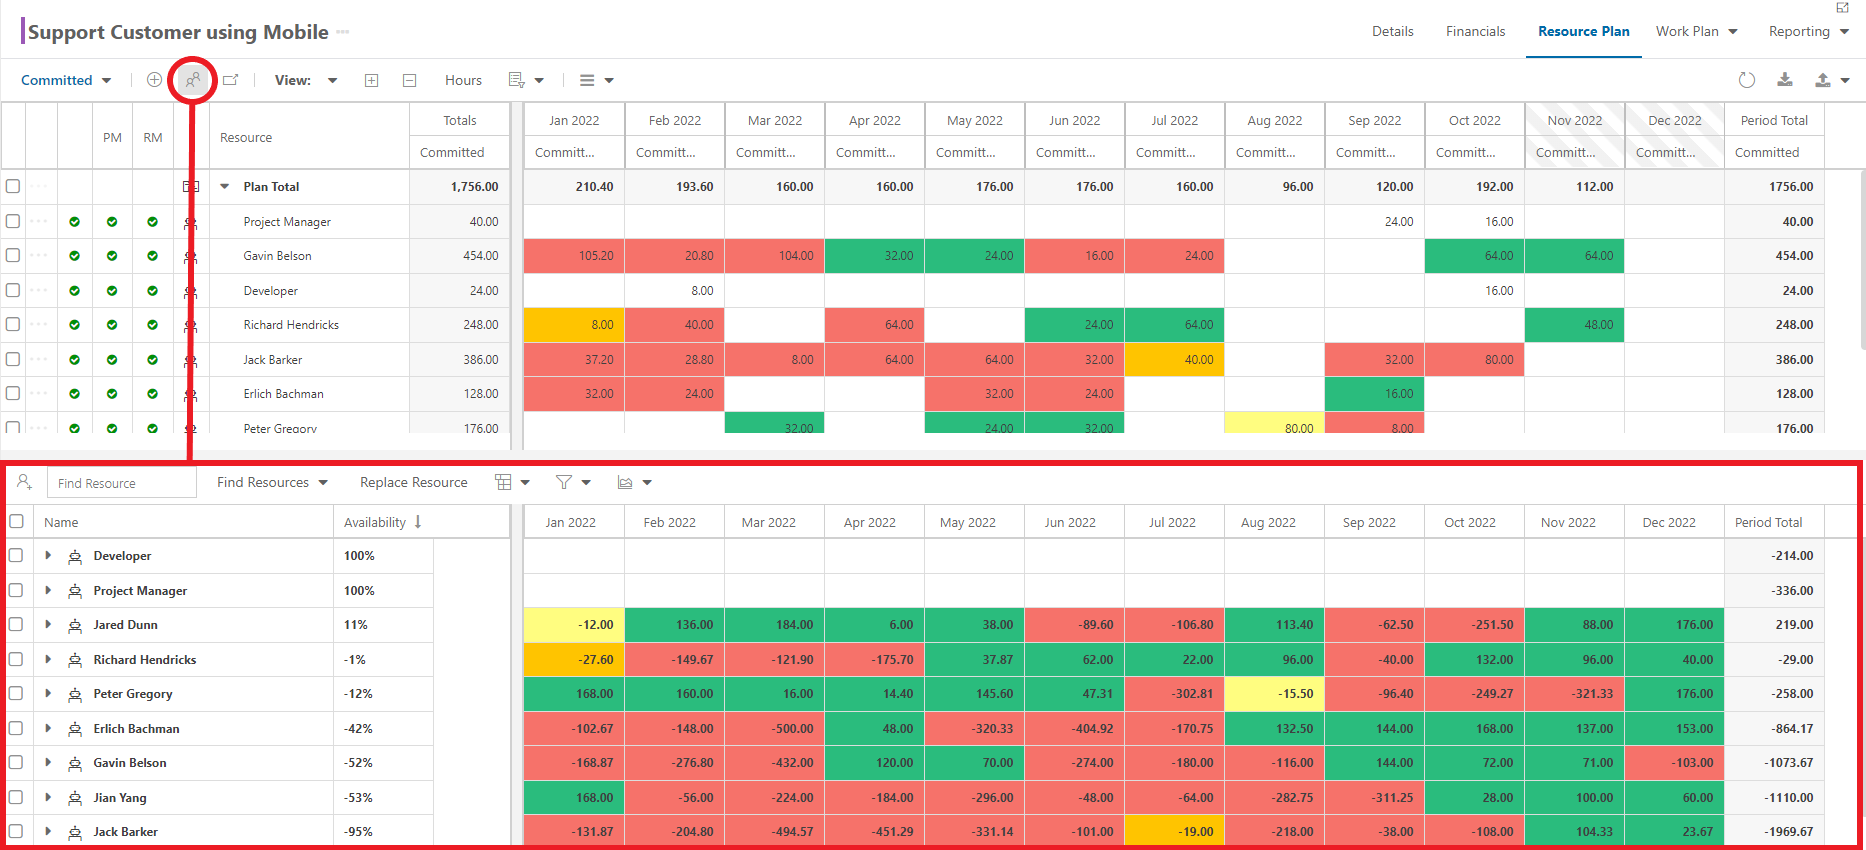 Support Customer using Mobile ...
Details Financials Resource Plan Work Plan Reporting
Committed View: Hours
PM RM Resource Totals Jan 2022 Feb 2022 Mar 2022 Apr 2022 May 2022 Jun 2022 Jul 2022 Aug 2022 Sep 2022 Oct 2022 Nov 2022 Dec 2022 Period Total
Committed Committ... Committ... Committ... Committ... Committ... Committ... Committ... Committ... Committ... Committ... Committ... Committ... Committed
Plan Total 1,756.00 210.40 193.60 160.00 160.00 176.00 176.00 160.00 96.00 120.00 192.00 112.00 1756.00
Project Manager 40.00 24.00 16.00 40.00
Gavin Belson 454.00 105.20 20.80 104.00 32.00 24.00 16.00 24.00 64.00 64.00 454.00
Developer 24.00 8.00 16.00 24.00
Richard Hendricks 248.00 8.00 40.00 64.00 24.00 64.00 48.00 248.00
Jack Barker 386.00 37.20 28.80 8.00 64.00 64.00 32.00 40.00 32.00 80.00 386.00
Erlich Bachman 128.00 32.00 24.00 32.00 24.00 16.00 128.00
Peter Gregory 176.00 32.00 24.00 32.00 80.00 8.00 176.00
Find Resource Find Resources Replace Resource
Name Availability Jan 2022 Feb 2022 Mar 2022 Apr 2022 May 2022 Jun 2022 Jul 2022 Aug 2022 Sep 2022 Oct 2022 Nov 2022 Dec 2022 Period Total
Developer 100% -214.00
Project Manager 100% -336.00
Jared Dunn 11% -12.00 136.00 184.00 6.00 38.00 -89.60 -106.80 113.40 -62.50 -251.50 88.00 176.00 219.00
Richard Hendricks -1% -27.60 -149.67 -121.90 -175.70 37.87 62.00 22.00 96.00 -40.00 132.00 96.00 40.00 -29.00
Peter Gregory -12% 168.00 160.00 16.00 14.40 145.60 47.31 -302.81 -15.50 -96.40 -249.27 -321.33 176.00 -258.00
Erlich Bachman -42% -102.67 -148.00 -500.00 48.00 -320.33 -404.92 -170.75 132.50 144.00 168.00 137.00 153.00 -864.17
Gavin Belson -52% -168.87 -276.80 -432.00 120.00 70.00 -274.00 -180.00 -116.00 144.00 72.00 71.00 -103.00 -1073.67
Jian Yang -53% 168.00 -56.00 -224.00 -184.00 -296.00 -48.00 -64.00 -282.75 -311.25 28.00 100.00 60.00 -1110.00
Jack Barker -95% -131.87 -204.80 -494.57 -451.29 -331.14 -101.00 -19.00 -218.00 -38.00 -108.00 104.33 23.67 -1969.67